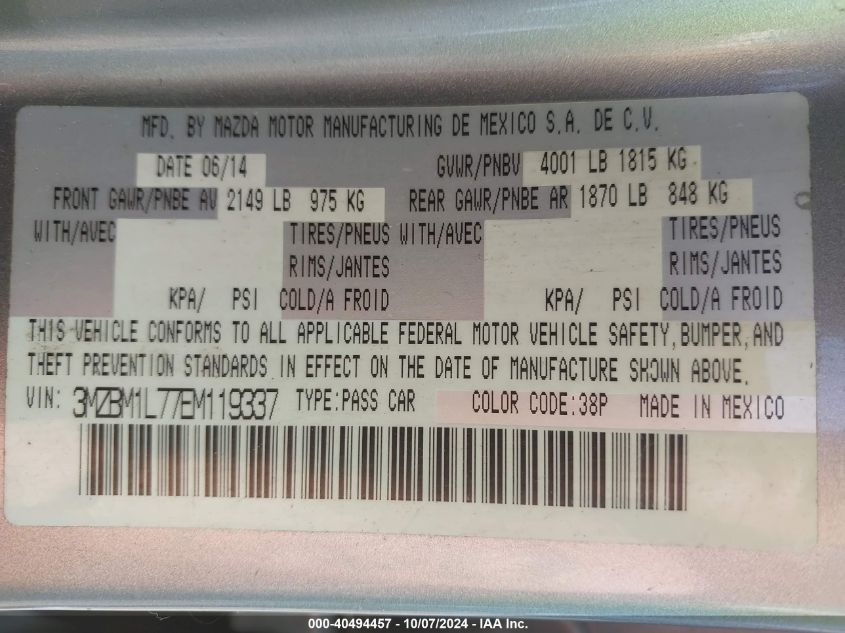 MFD. BY MAZDA MOTOR MANUFACTURING DE MEXICO S.A. DE C.V.
DATE 06/14 GVWR/PNBV 4001 LB 1815 KG
FRONT GAWR/PNBE AV 2149 LB 975 KG REAR GAWR/PNBE AR 1870 LB 848 KG
WITH/AVEC TIRES/PNEUS WITH/AVEC TIRES/PNEUS
RIMS/JANTES RIMS/JANTES
KPA/ PSI COLD/A FROID KPA/ PSI COLD/A FROID
THIS VEHICLE CONFORMS TO ALL APPLICABLE FEDERAL MOTOR VEHICLE SAFETY, BUMPER, AND
THEFT PREVENTION STANDARDS IN EFFECT ON THE DATE OF MANUFACTURE SHOWN ABOVE.
VIN: 3MZBM1L77EM119337 TYPE:PASS CAR COLOR CODE:38P MADE IN MEXICO
000-40494457 - 10/07/2024 - IAA Inc.